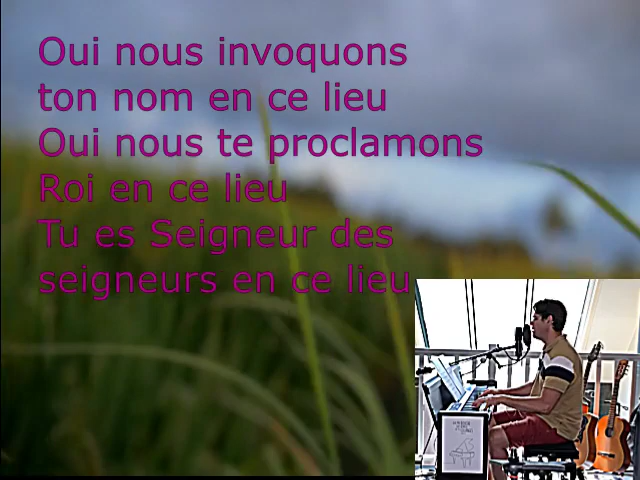 Oui nous invoquons
ton nom en ce lieu
Oui nous te proclamons
Roi en ce lieu
Tu es Seigneur des
seigneurs en ce lieu